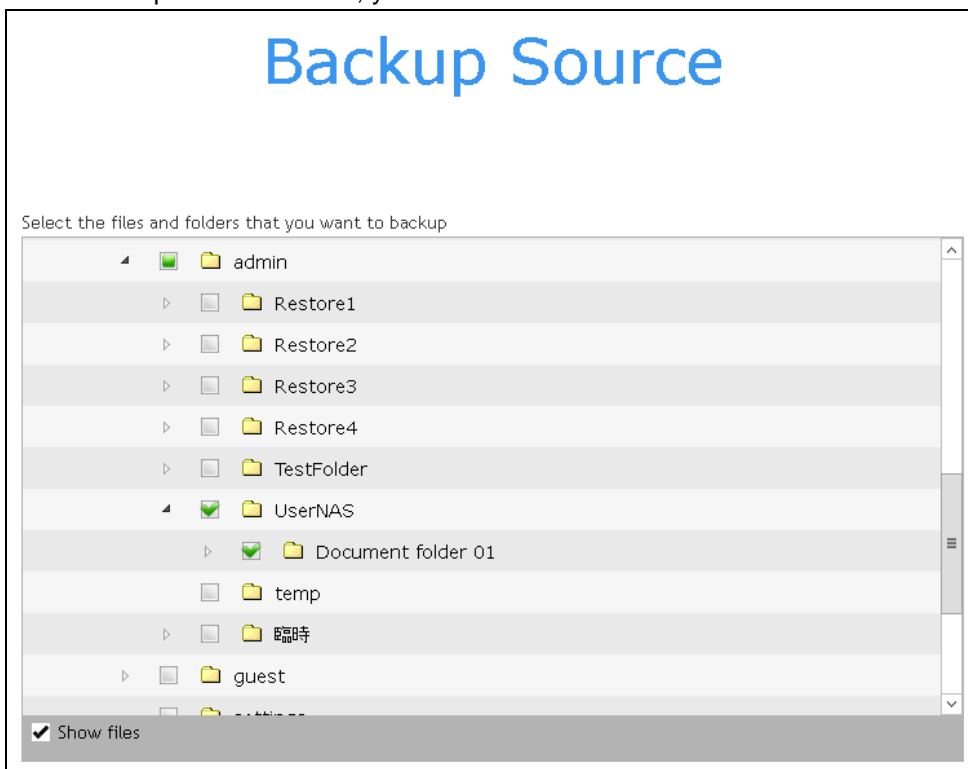 Backup Source
Select the files and folders that you want to backup
admin
Restore1
Restore2
Restore3
Restore4
TestFolder
UserNAS
Document folder 01
temp
臨時
guest
Show files